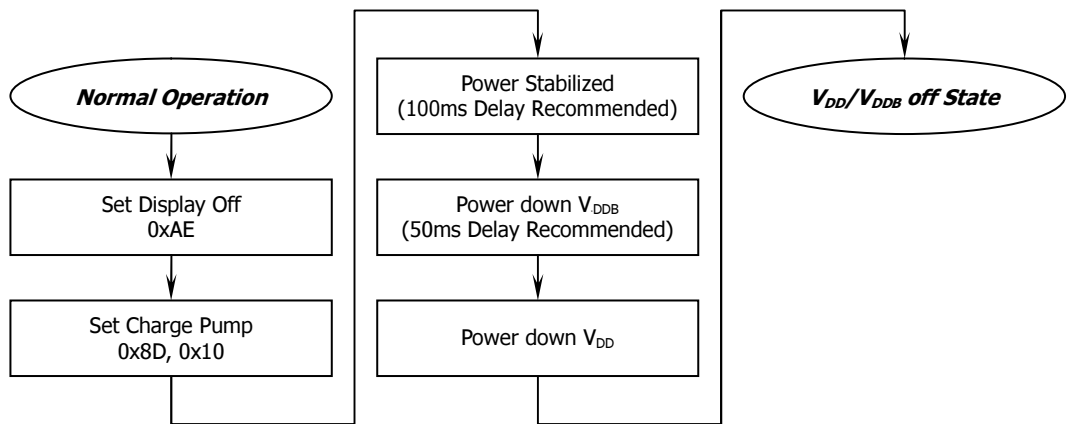 Normal Operation
Set Display Off
0xAE
Set Charge Pump
0x8D, 0x10
Power Stabilized
(100ms Delay Recommended)
Power down VDDB
(50ms Delay Recommended)
Power down VDD
VDD/VDDB off State